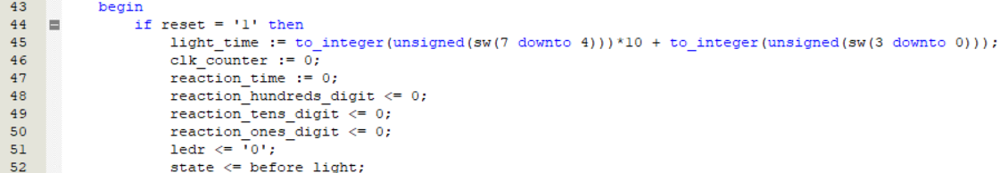 43 begin
44 if reset = '1' then
45 light_time := to_integer(unsigned(sw(7 downto 4)))*10 + to_integer(unsigned(sw(3 downto 0)));
46 clk_counter := 0;
47 reaction_time := 0;
48 reaction_hundreds_digit <= 0;
49 reaction_tens_digit <= 0;
50 reaction_ones_digit <= 0;
51 ledr <= '0';
52 state <= before_light;